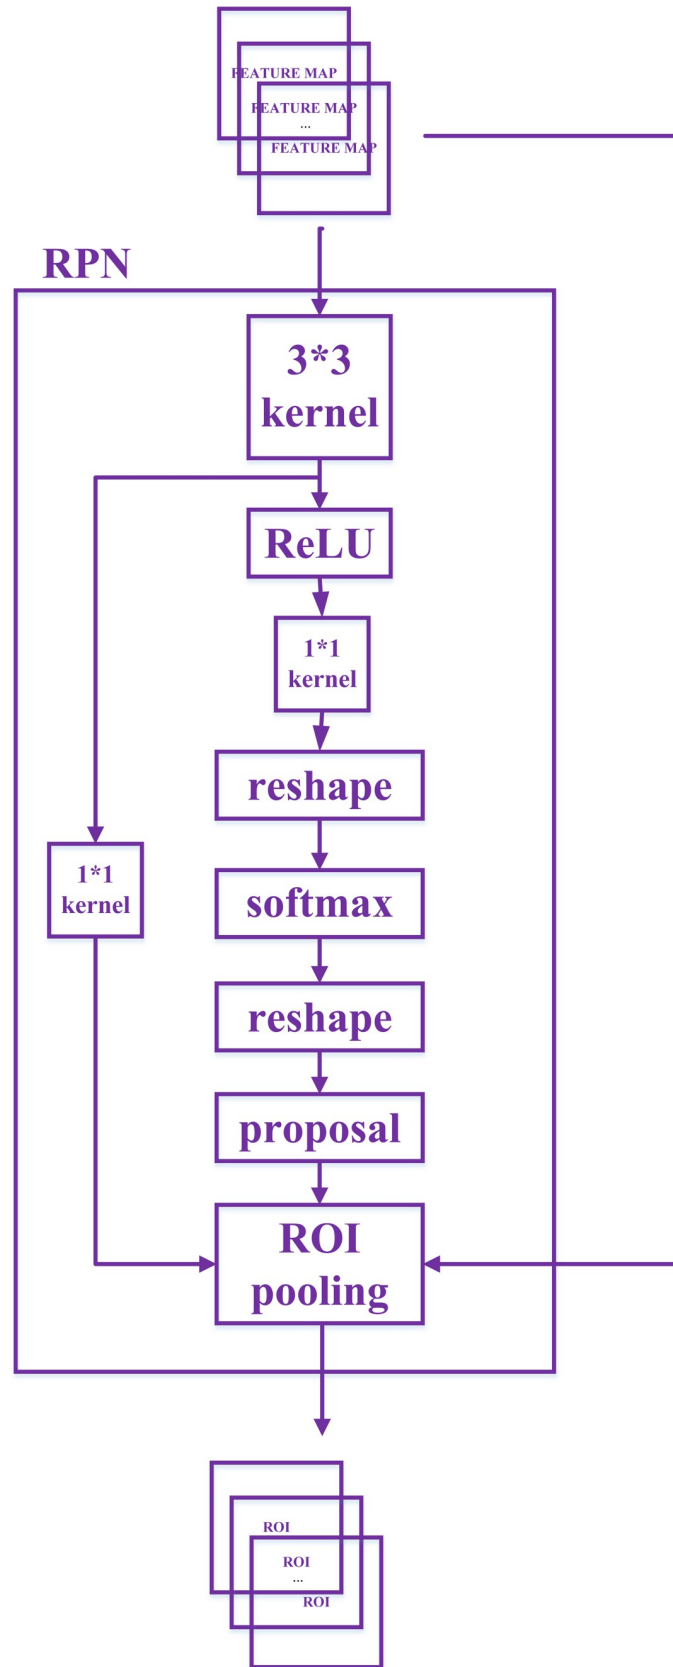 FEATURE MAP
FEATURE MAP
...
FEATURE MAP
RPN
3*3
kernel
ReLU
1*1
kernel
reshape
1*1
kernel
softmax
reshape
proposal
ROI
pooling
ROI
ROI
...
ROI